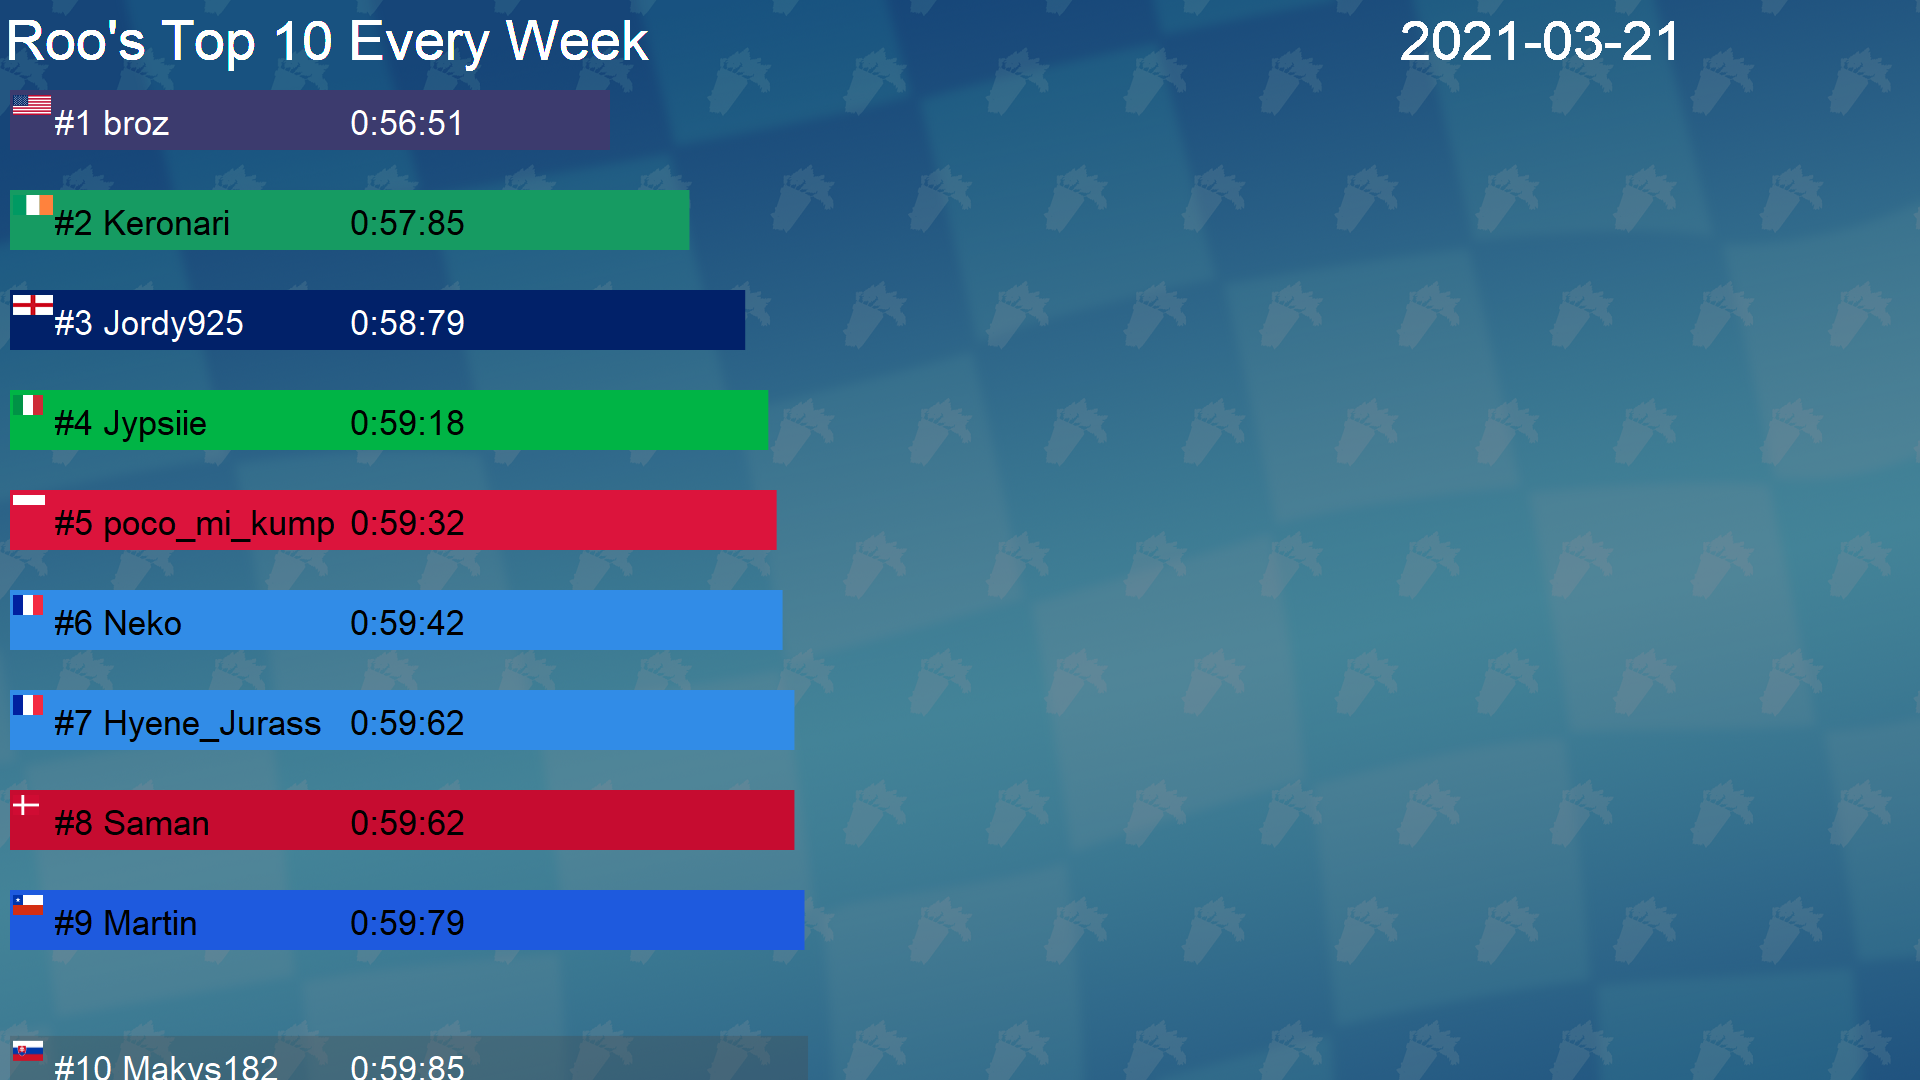 Roo's Top 10 Every Week 2021-03-21
#1 broz 0:56:51
#2 Keronari 0:57:85
#3 Jordy925 0:58:79
#4 Jypsiie 0:59:18
#5 poco_mi_kump 0:59:32
#6 Neko 0:59:42
#7 Hyene_Jurass 0:59:62
#8 Saman 0:59:62
#9 Martin 0:59:79
#10 Makys182 0:59:85